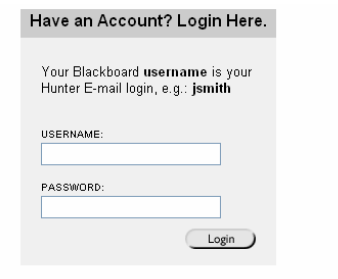 Have an Account? Login Here.
Your Blackboard username is your
Hunter E-mail login, e.g.: jsmith
USERNAME:
PASSWORD:
Login